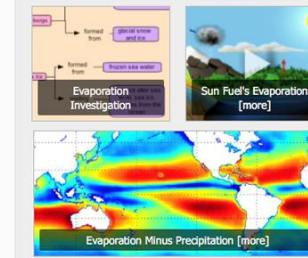 formed
from
glacial snow
and ice
formed
from
frozen sea water
Evaporation
Investigation
Sun Fuel's Evaporation
[more]
Evaporation Minus Precipitation [more]